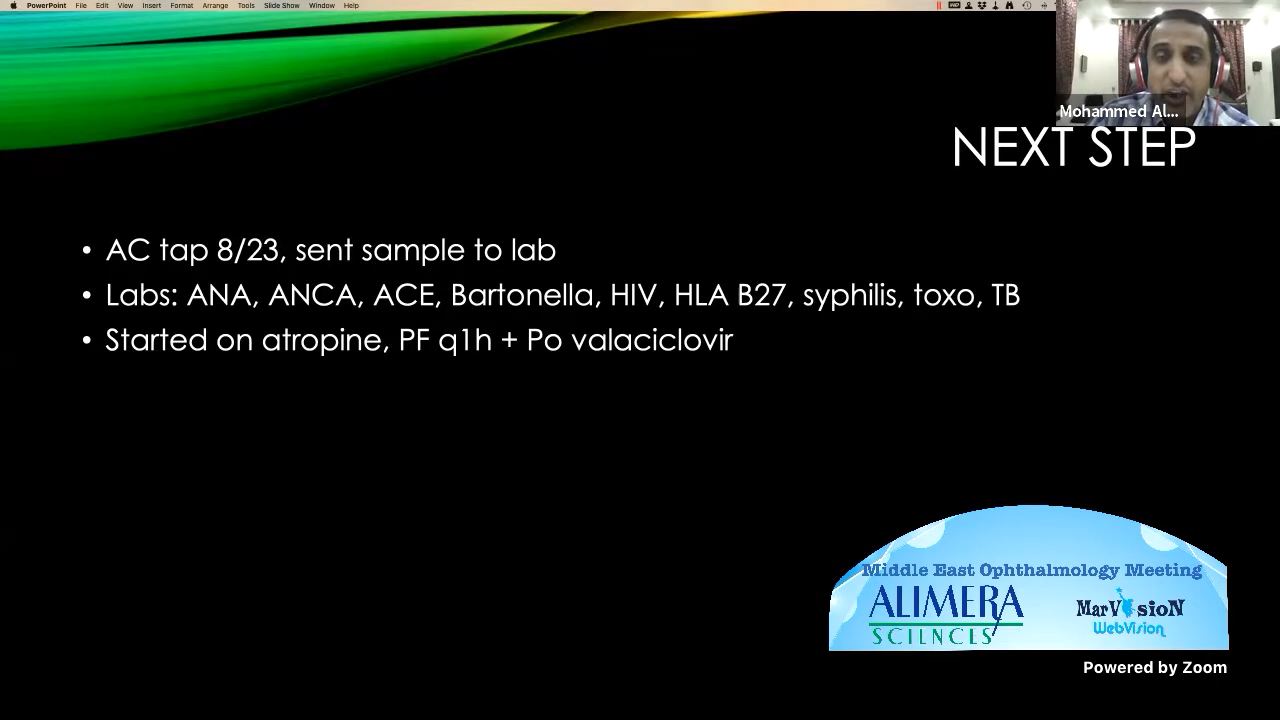 PowerPoint File Edit View Insert Format Arrange Tools Slide Show Window Help
Mohammed Al...
NEXT STEP
• AC tap 8/23, sent sample to lab
• Labs: ANA, ANCA, ACE, Bartonella, HIV, HLA B27, syphilis, toxo, TB
• Started on atropine, PF q1h + Po valaciclovir
Middle East Ophthalmology Meeting
ALIMERA
SCIENCES
MarVisioN
WebVision
Powered by Zoom